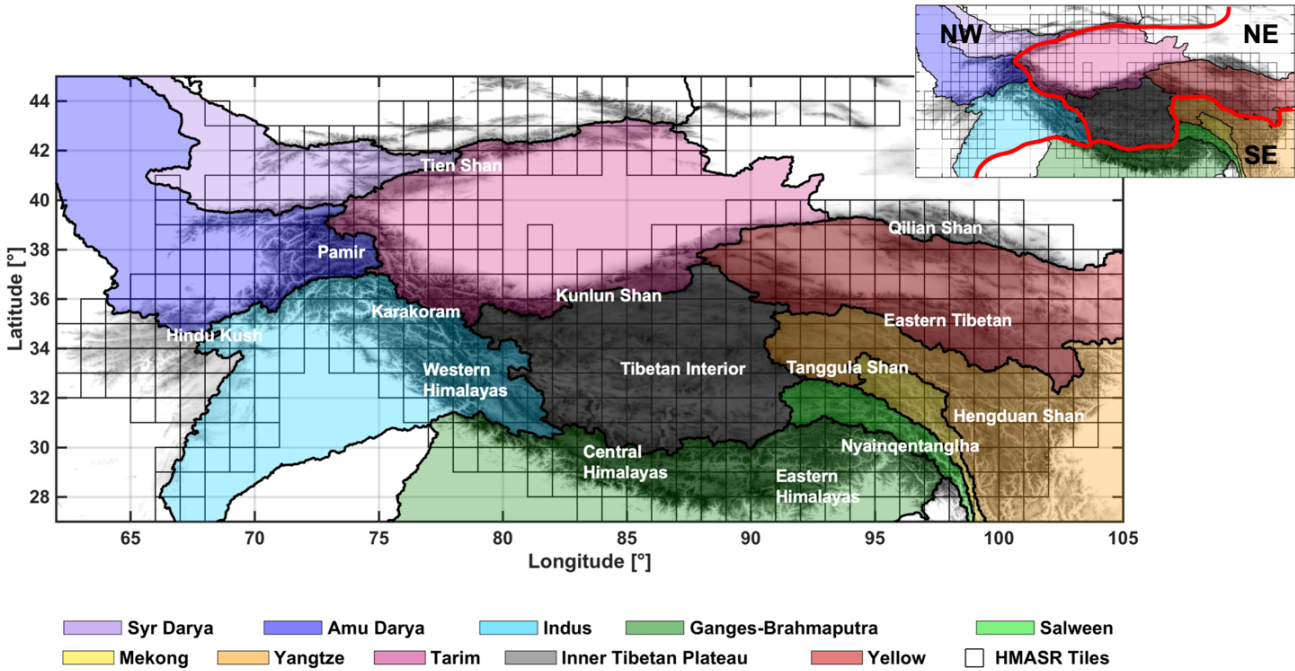 NW
NE
SE
44
42
40
38
36
34
32
30
28
Latitude [°]
Tien Shan
Qilian Shan
Pamir
Kunlun Shan
Karakoram
Eastern Tibetan
Hindu Kush
Western
Himalayas
Tibetan Interior
Tanggula Shan
Hengduan Shan
Nyainqentanglha
Central
Himalayas
Eastern
Himalayas
65
70
75
80
85
90
95
100
105
Longitude [°]
Syr Darya
Amu Darya
Indus
Ganges-Brahmaputra
Salween
Mekong
Yangtze
Tarim
Inner Tibetan Plateau
Yellow
HMASR Tiles